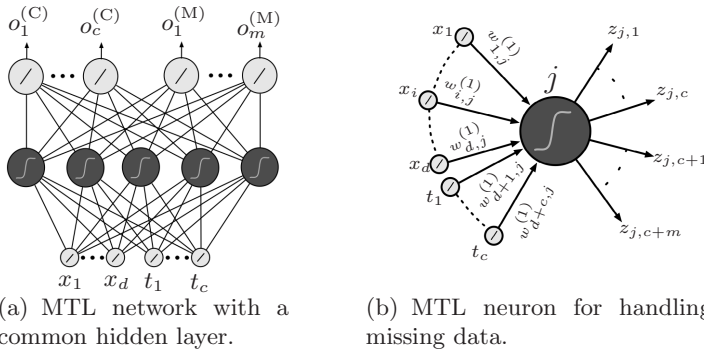 o_1^{(C)} o_c^{(C)} o_1^{(M)} o_m^{(M)}
x_1 x_d t_1 t_c
(a) MTL network with a
common hidden layer.
x_1
x_i
x_d
t_1
t_c
w_{1,j}^{(1)}
w_{i,j}^{(1)}
w_{d,j}^{(1)}
w_{d+1,j}^{(1)}
w_{d+c,j}^{(1)}
j
z_{j,1}
z_{j,c}
z_{j,c+1}
z_{j,c+m}
(b) MTL neuron for handling
missing data.